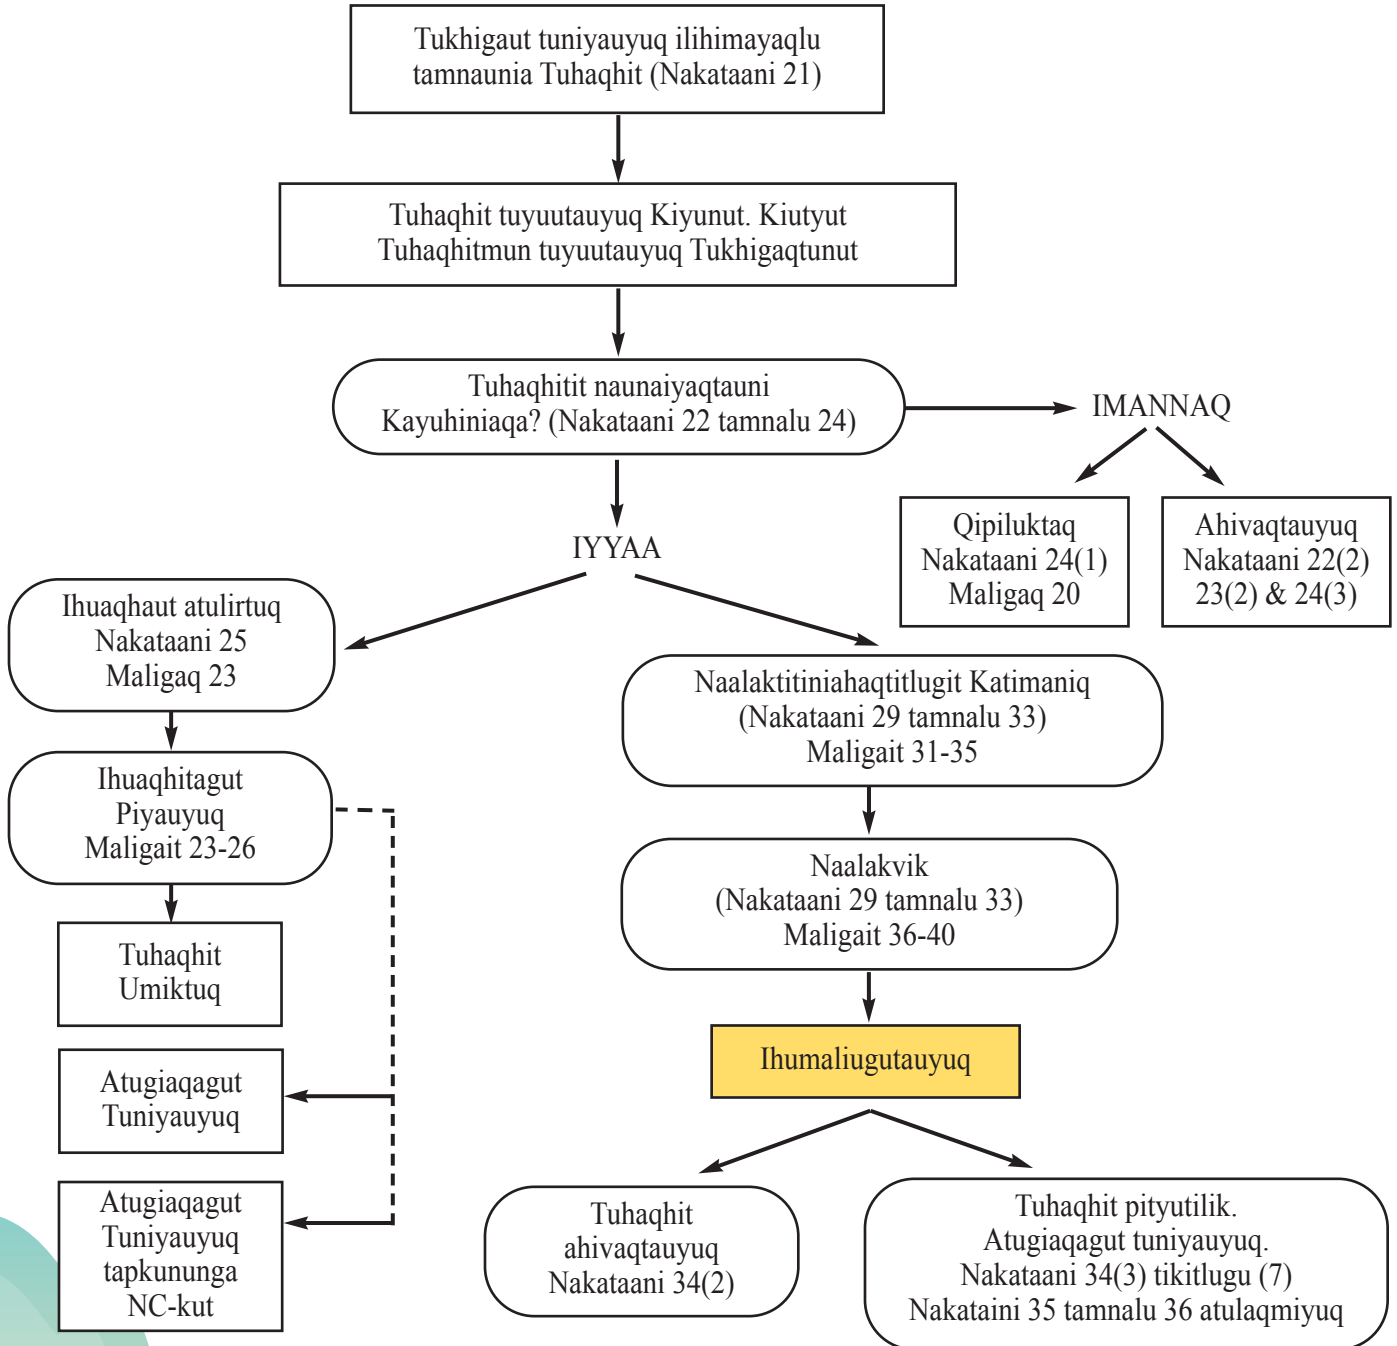 Tukhigaut tuniyauyuq ilihimayaqlu
tamnaunia Tuhaqhit (Nakataani 21)
Tuhaqhit tuyuutauyuq Kiyunut. Kiutyut
Tuhaqhitmun tuyuutauyuq Tukhigaqtunut
Tuhaqhitit naunaiyaqtauni
Kayuhiniaqa? (Nakataani 22 tamnalu 24)
IMANNAQ
Qipiluktaq
Nakataani 24(1)
Maligaq 20
Ahivaqtauyuq
Nakataani 22(2)
23(2) & 24(3)
IYYAA
Ihuaqhaut atulirtuq
Nakataani 25
Maligaq 23
Ihuaqhitagut
Piyauyuq
Maligait 23-26
Tuhaqhit
Umiktuq
Atugiaqagut
Tuniyauyuq
Atugiaqagut
Tuniyauyuq
tapkununga
NC-kut
Naalaktitiniahaqtitlugit Katimaniq
(Nakataani 29 tamnalu 33)
Maligait 31-35
Naalakvik
(Nakataani 29 tamnalu 33)
Maligait 36-40
Ihumaliugutauyuq
Tuhaqhit
ahivaqtauyuq
Nakataani 34(2)
Tuhaqhit pityutilik.
Atugiaqagut tuniyauyuq.
Nakataani 34(3) tikitlugu (7)
Nakataini 35 tamnalu 36 atulaqmiyuq